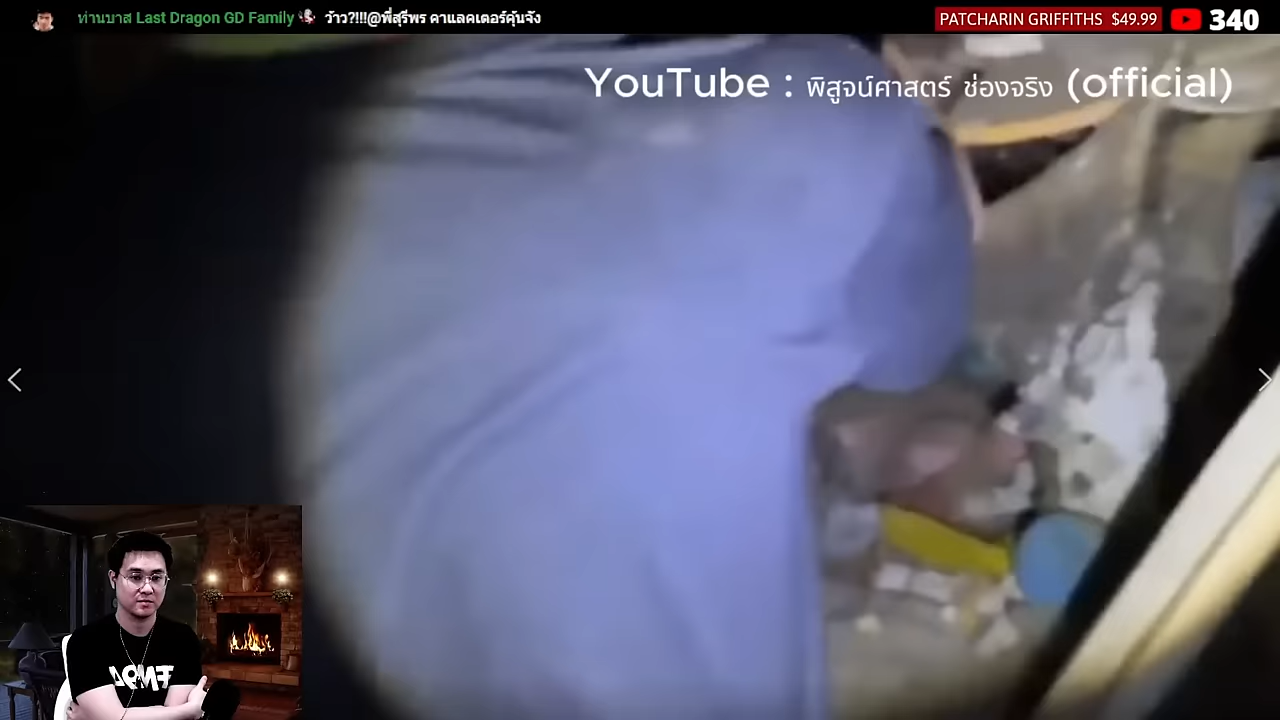 ท่านบาส Last Dragon GD Family ว้าว?!!!@พี่สุรีพร คาแลคเตอร์คุ้นจัง
PATCHARIN GRIFFITHS $49.99 340
YouTube : พิสูจน์ศาสตร์ ช่องจริง (official)